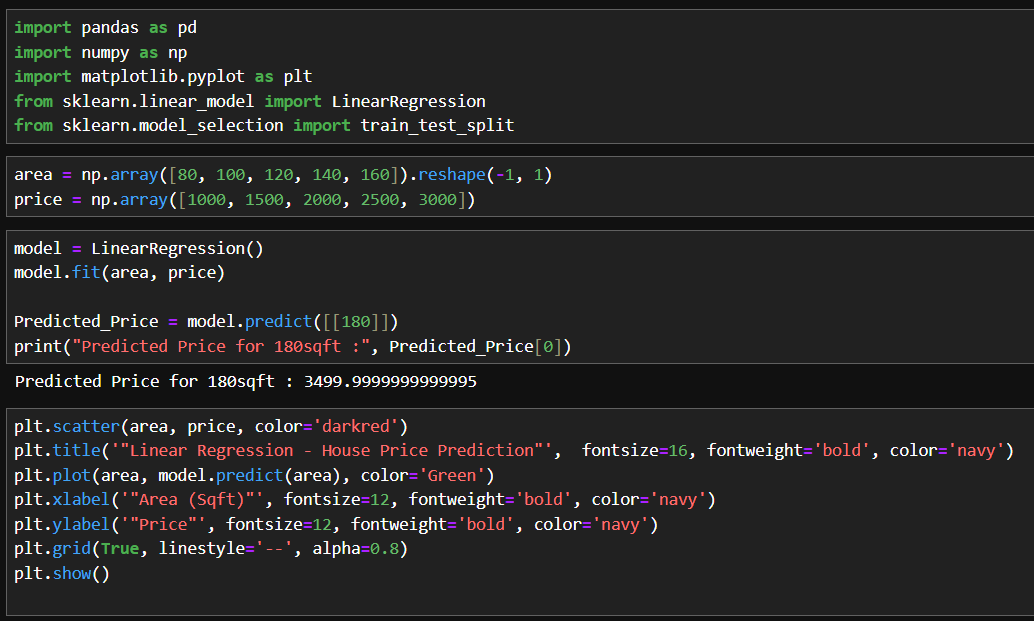 import pandas as pd
import numpy as np
import matplotlib.pyplot as plt
from sklearn.linear_model import LinearRegression
from sklearn.model_selection import train_test_split
area = np.array([80, 100, 120, 140, 160]).reshape(-1, 1)
price = np.array([1000, 1500, 2000, 2500, 3000])
model = LinearRegression()
model.fit(area, price)
Predicted_Price = model.predict([[180]])
print("Predicted Price for 180sqft :", Predicted_Price[0])
Predicted Price for 180sqft : 3499.9999999999995
plt.scatter(area, price, color='darkred')
plt.title('"Linear Regression - House Price Prediction"',  fontsize=16, fontweight='bold', color='navy')
plt.plot(area, model.predict(area), color='Green')
plt.xlabel('"Area (Sqft)"', fontsize=12, fontweight='bold', color='navy')
plt.ylabel('"Price"', fontsize=12, fontweight='bold', color='navy')
plt.grid(True, linestyle='--', alpha=0.8)
plt.show()